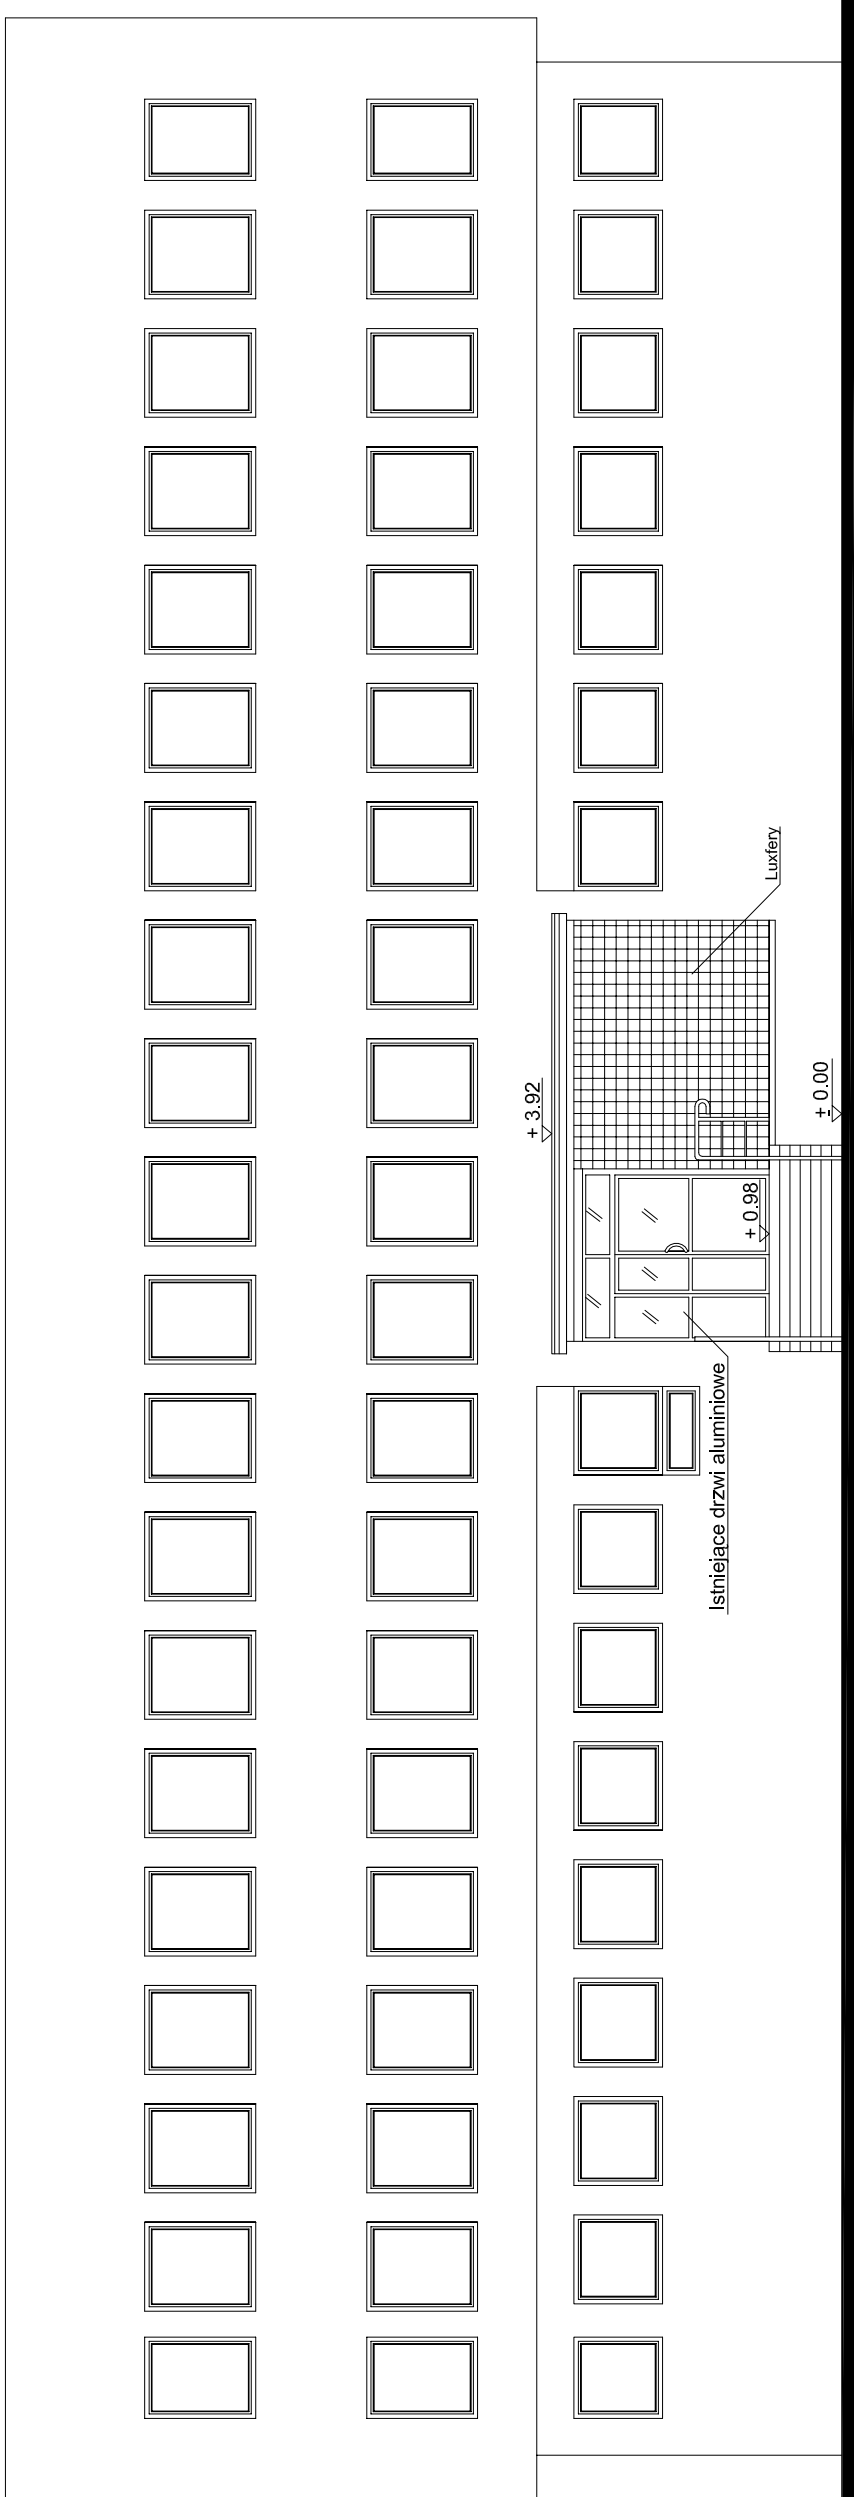 Luxfery
+ 3.92
± 0.00
+ 0.98
Istniejące drzwi aluminiowe